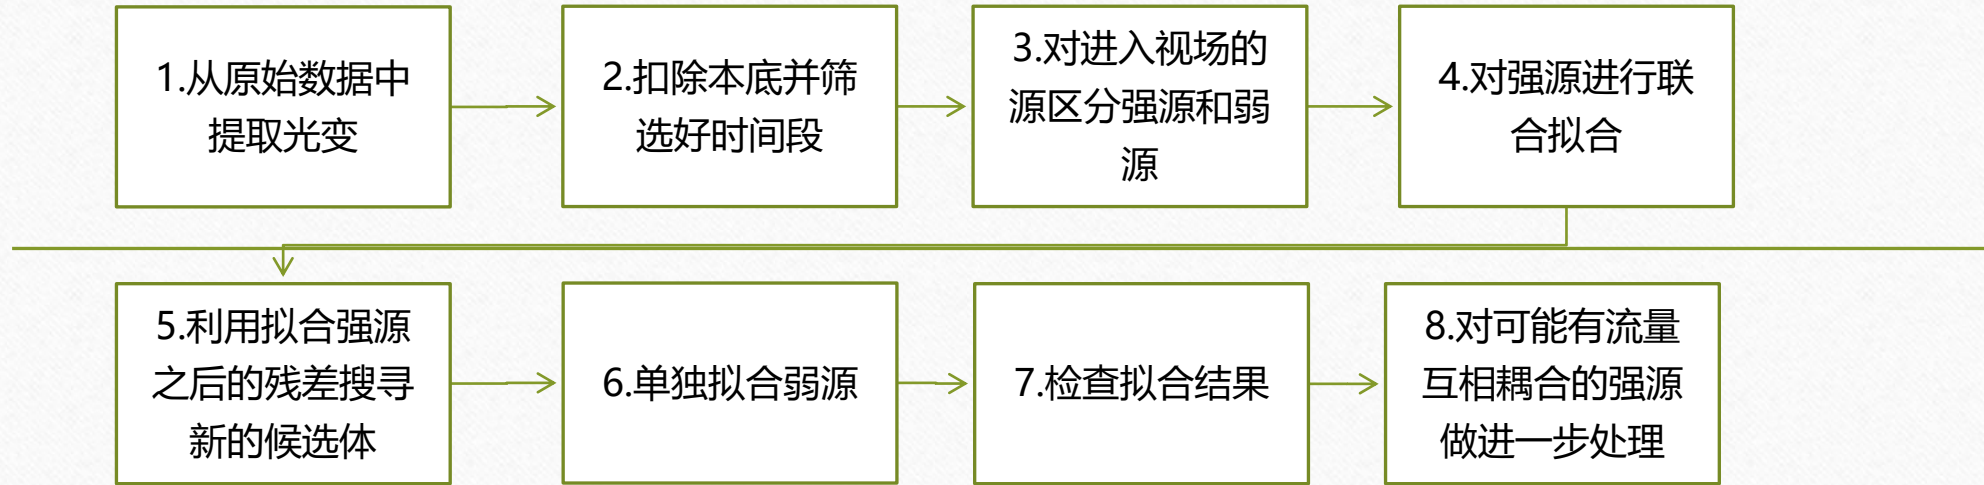 1.从原始数据中
提取光变
2.扣除本底并筛
选好时间段
3.对进入视场的
源区分强源和弱
源
4.对强源进行联
合拟合
5.利用拟合强源
之后的残差搜寻
新的候选体
6.单独拟合弱源
7.检查拟合结果
8.对可能有流量
互相耦合的强源
做进一步处理